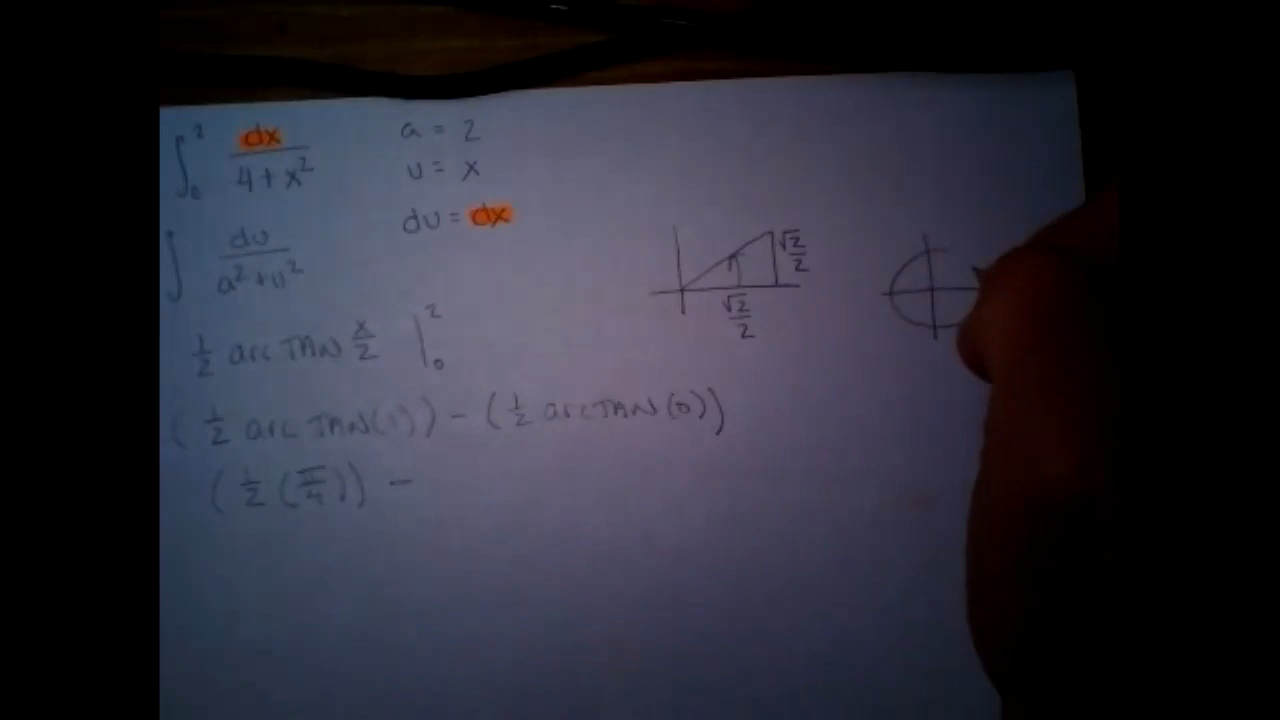 ∫₀² dx / (4 + x²)
a = 2
u = x
du = dx
∫ du / (a² + u²)
√2/2
√2/2
1/2 arcTAN x/2 |₀²
(1/2 arcTAN(1)) - (1/2 arcTAN(0))
(1/2 (π/4)) -